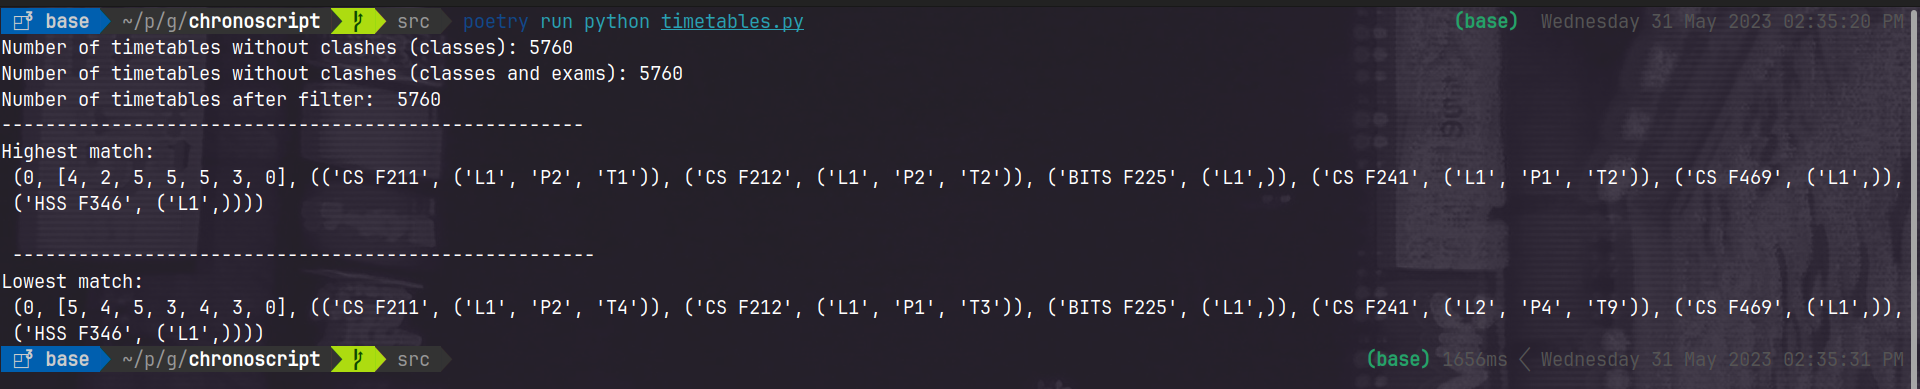 base ~/p/g/chronoscript src poetry run python timetables.py (base) Wednesday 31 May 2023 02:35:20 PM
Number of timetables without clashes (classes): 5760
Number of timetables without clashes (classes and exams): 5760
Number of timetables after filter:  5760
-----------------------------------------------------
Highest match:
 (0, [4, 2, 5, 5, 5, 3, 0], (('CS F211', ('L1', 'P2', 'T1')), ('CS F212', ('L1', 'P2', 'T2')), ('BITS F225', ('L1',)), ('CS F241', ('L1', 'P1', 'T2')), ('CS F469', ('L1',)),
('HSS F346', ('L1',))))
 -----------------------------------------------------
Lowest match:
 (0, [5, 4, 5, 3, 4, 3, 0], (('CS F211', ('L1', 'P2', 'T4')), ('CS F212', ('L1', 'P1', 'T3')), ('BITS F225', ('L1',)), ('CS F241', ('L2', 'P4', 'T9')), ('CS F469', ('L1',)),
('HSS F346', ('L1',))))
base ~/p/g/chronoscript src (base) 1656ms Wednesday 31 May 2023 02:35:31 PM